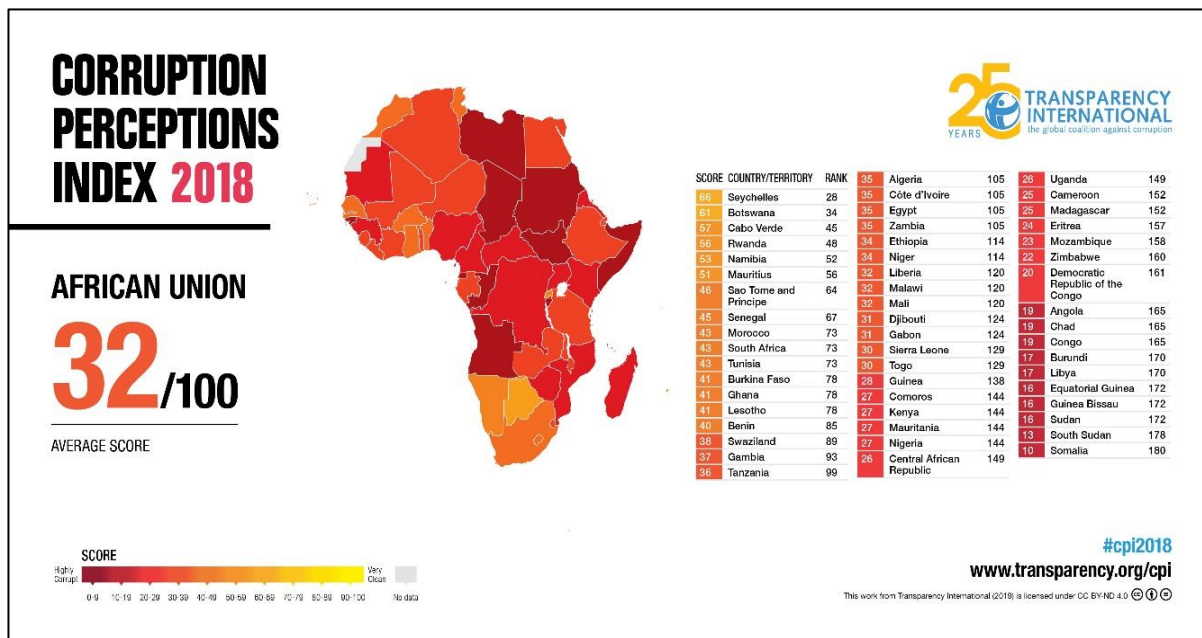 CORRUPTION
PERCEPTIONS
INDEX 2018
AFRICAN UNION
32/100
AVERAGE SCORE
25
YEARS
TRANSPARENCY
INTERNATIONAL
the global coalition against corruption
SCORE COUNTRY/TERRITORY RANK
66 Seychelles 28
61 Botswana 34
57 Cabo Verde 45
56 Rwanda 48
53 Namibia 52
51 Mauritius 56
46 Sao Tome and 64
Principe
45 Senegal 67
43 Morocco 73
43 South Africa 73
43 Tunisia 73
41 Burkina Faso 78
41 Ghana 78
41 Lesotho 78
40 Benin 85
38 Swaziland 89
37 Gambia 93
36 Tanzania 99
35 Algeria 105
35 Côte d'Ivoire 105
35 Egypt 105
35 Zambia 105
34 Ethiopia 114
34 Niger 114
32 Liberia 120
32 Malawi 120
32 Mali 120
31 Djibouti 124
31 Gabon 124
30 Sierra Leone 129
30 Togo 129
28 Guinea 138
27 Comoros 144
27 Kenya 144
27 Mauritania 144
27 Nigeria 144
26 Central African 149
Republic
26 Uganda 149
25 Cameroon 152
25 Madagascar 152
24 Eritrea 157
23 Mozambique 158
22 Zimbabwe 160
20 Democratic 161
Republic of the
Congo
19 Angola 165
19 Chad 165
19 Congo 165
17 Burundi 170
17 Libya 170
16 Equatorial Guinea 172
16 Guinea Bissau 172
16 Sudan 172
13 South Sudan 178
10 Somalia 180
SCORE
Highly
Corrupt
Very
Clean
0-9 10-19 20-29 30-39 40-49 50-59 60-69 70-79 80-89 90-100 No data
#cpi2018
www.transparency.org/cpi
This work from Transparency International (2019) is licensed under CC BY-ND 4.0